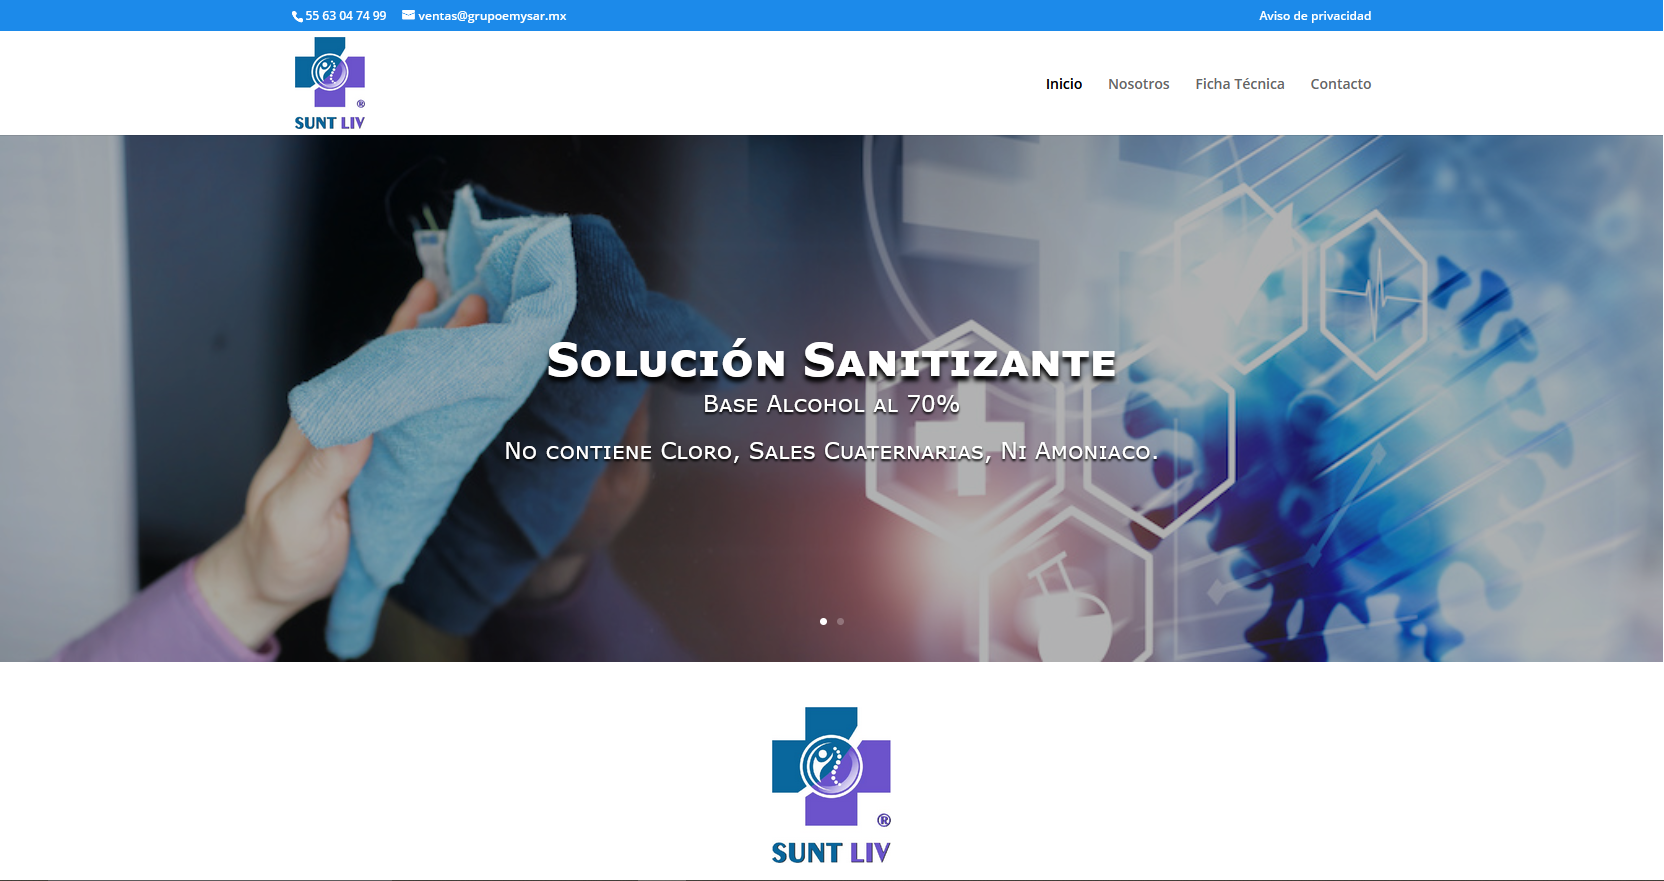 55 63 04 74 99 ventas@grupoemysar.mx Aviso de privacidad
® 
SUNT LIV
Inicio Nosotros Ficha Técnica Contacto
Solución Sanitizante
Base Alcohol al 70%
No contiene Cloro, Sales Cuaternarias, Ni Amoniaco.
®
SUNT LIV